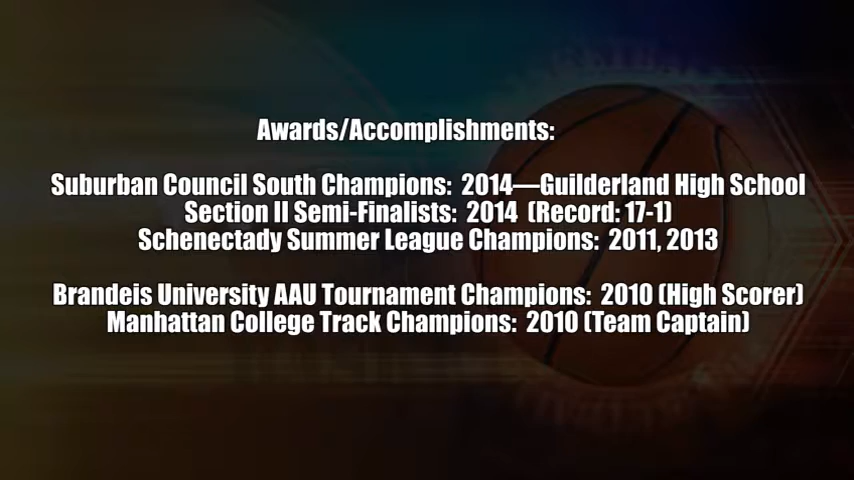 Awards/Accomplishments:
Suburban Council South Champions: 2014—Guilderland High School
Section II Semi-Finalists: 2014 (Record: 17-1)
Schenectady Summer League Champions: 2011, 2013
Brandeis University AAU Tournament Champions: 2010 (High Scorer)
Manhattan College Track Champions: 2010 (Team Captain)